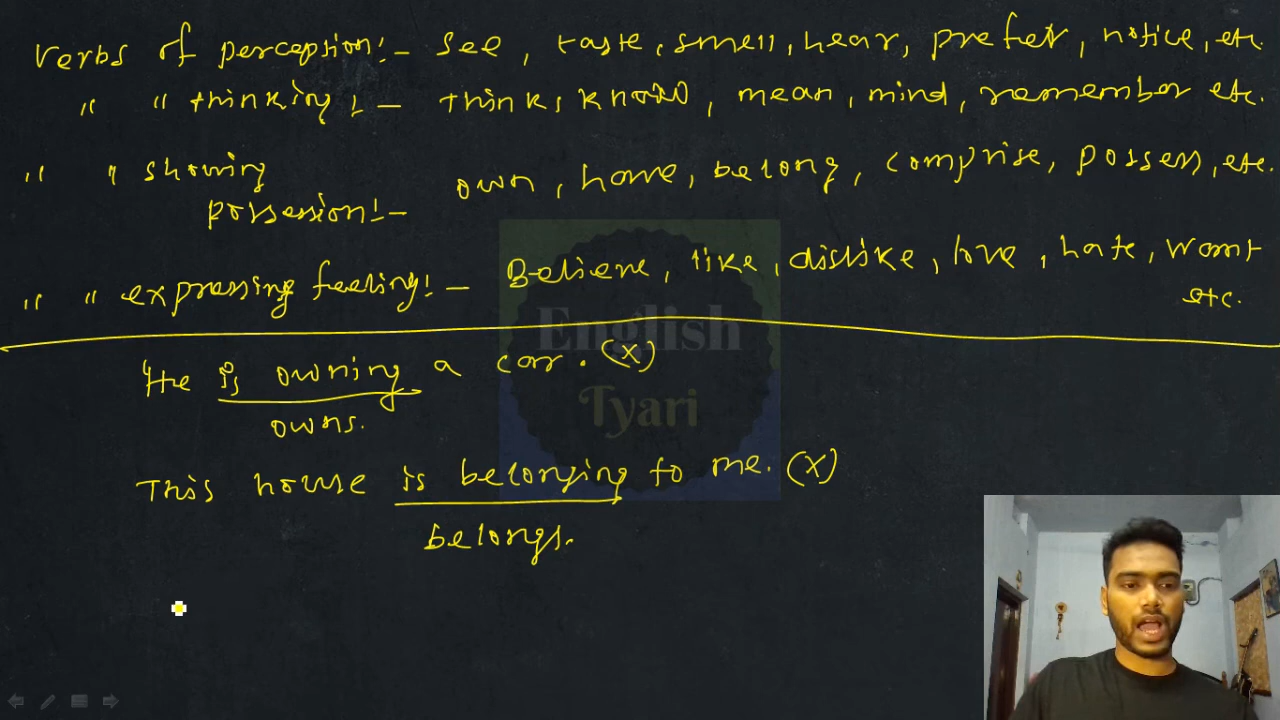 Verbs of perception:- See, taste, smell, hear, prefer, notice, etc.
" " thinking:- think, know, mean, mind, remember etc.
" " showing possession:- own, have, belong, comprise, possess, etc.
" " expressing feeling:- Believe, like, dislike, love, hate, want etc.
English
Tyari
He is owning a car. (X)
owns.
This house is belonging to me. (X)
belongs.